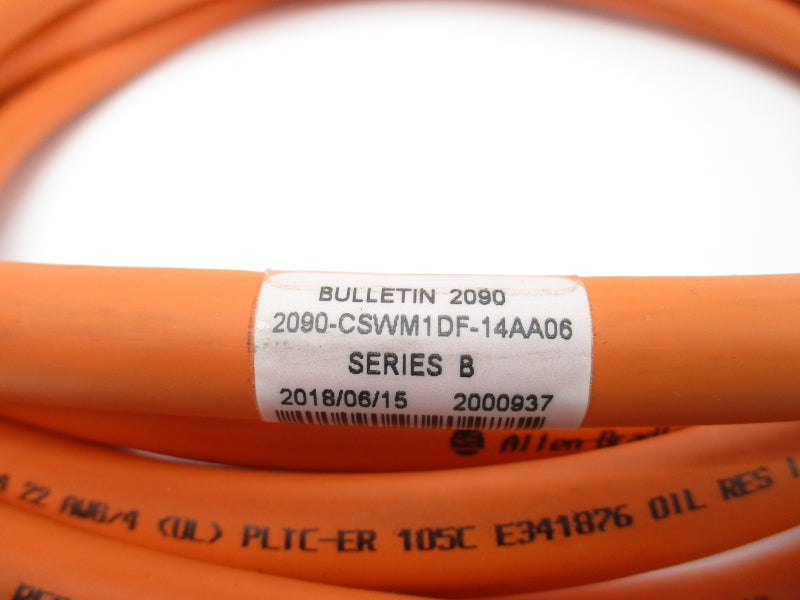 BULLETIN 2090
2090-CSWM1DF-14AA06
SERIES B
2018/06/15 2000937
Allen Bradl
22 AWG/4 (UL) PLTC-ER 105C E341876 OIL RES